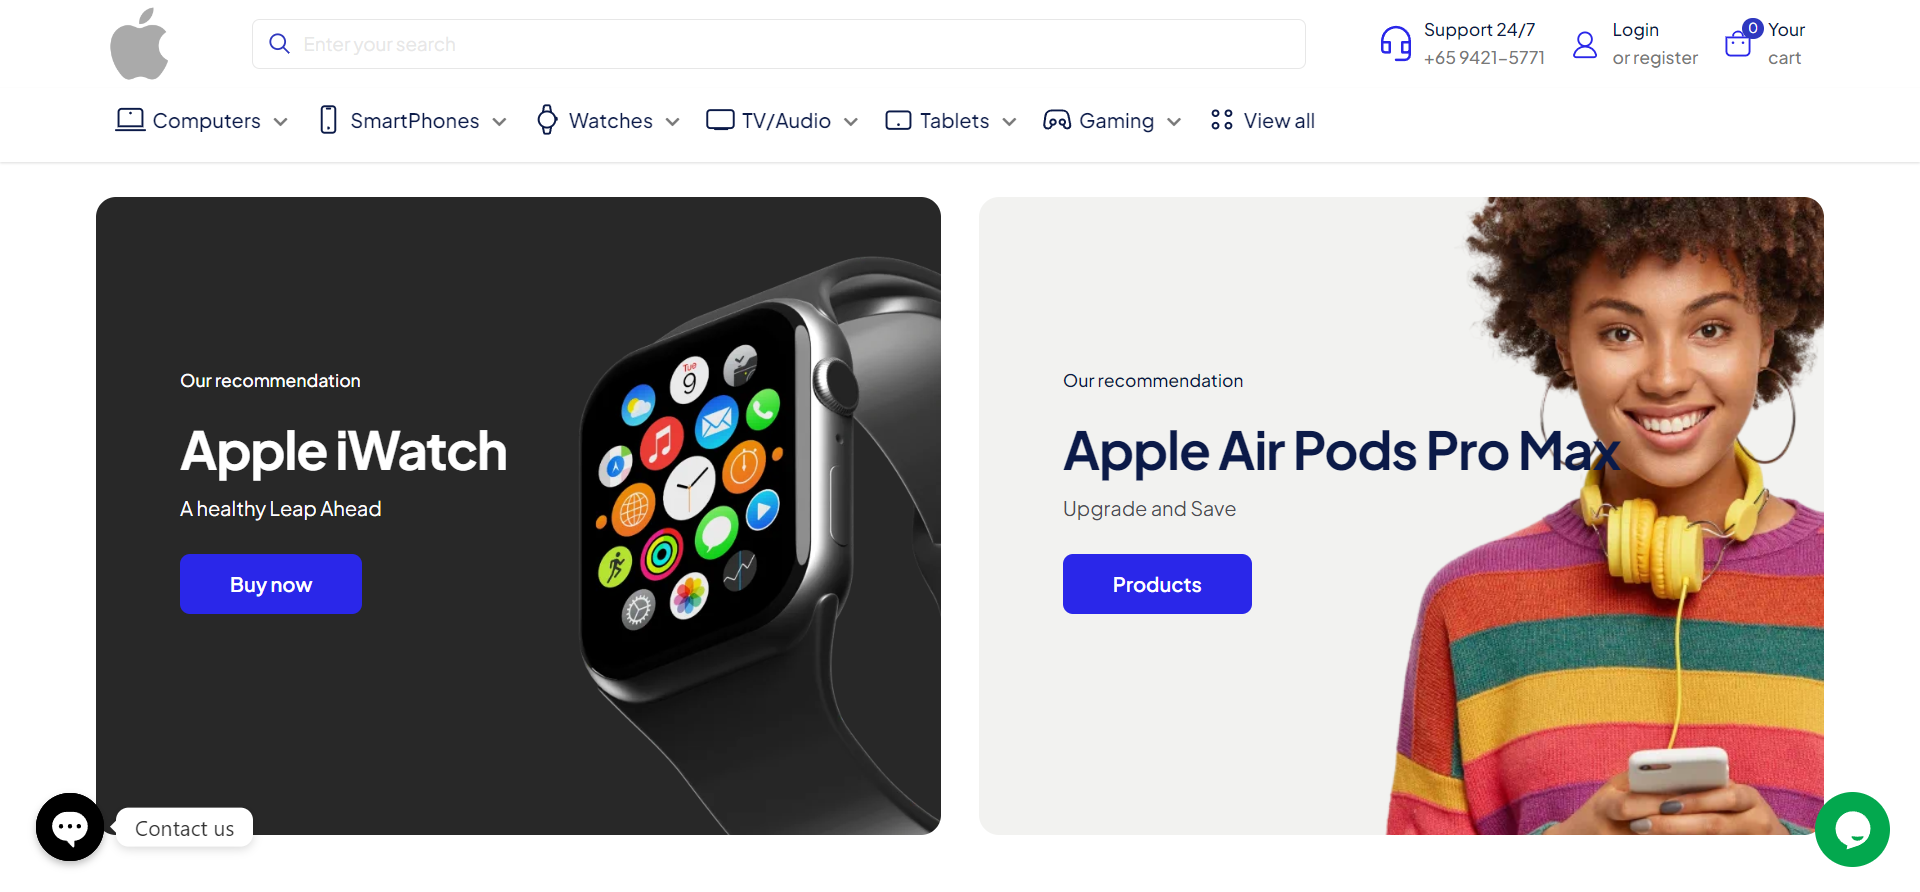 Enter your search
Support 24/7
+65 9421-5771
Login
or register
0
Your
cart
Computers
SmartPhones
Watches
TV/Audio
Tablets
Gaming
View all
Our recommendation
Apple iWatch
A healthy Leap Ahead
Buy now
Tue
9
Our recommendation
Apple Air Pods Pro Max
Upgrade and Save
Products
Contact us